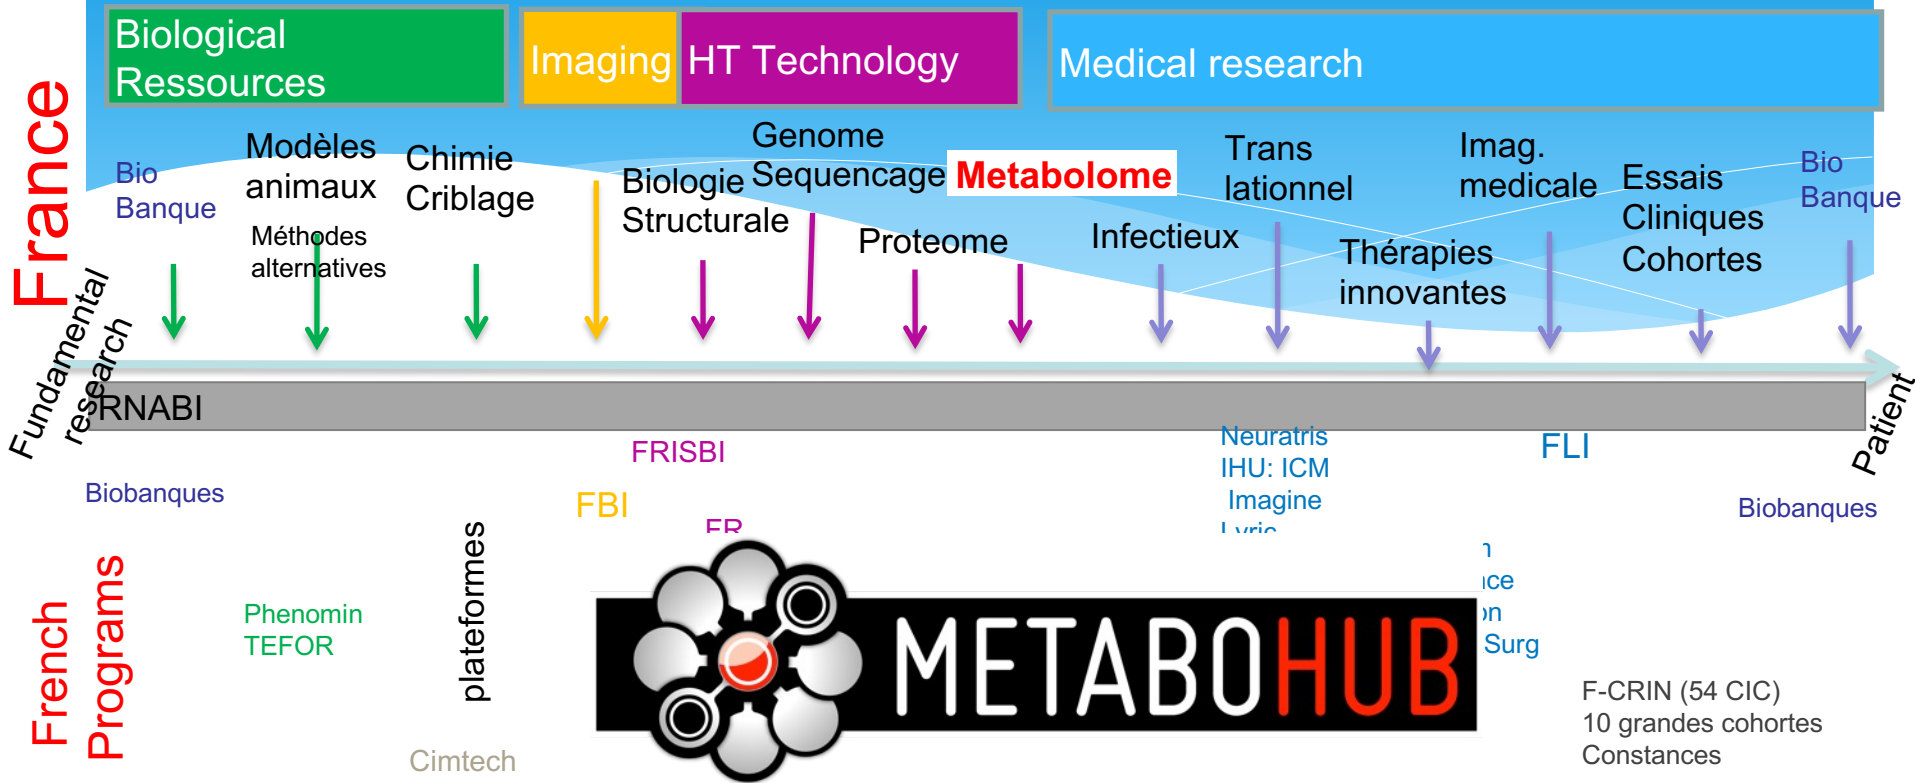 Biological
Ressources
Imaging
HT Technology
Medical research
France
Bio
Banque
Modèles
animaux
Méthodes
alternatives
Chimie
Criblage
Biologie
Structurale
Genome
Sequencage
Proteome
Metabolome
Infectieux
Trans
lationnel
Thérapies
innovantes
Imag.
medicale
Essais
Cliniques
Cohortes
Bio
Banque
Fundamental
research
Patient
RNABI
French
Programs
Biobanques
Phenomin
TEFOR
plateformes
Cimtech
FBI
FRISBI
METABOHUB
Neuratris
IHU: ICM
Imagine
FLI
Surg
Biobanques
F-CRIN (54 CIC)
10 grandes cohortes
Constances